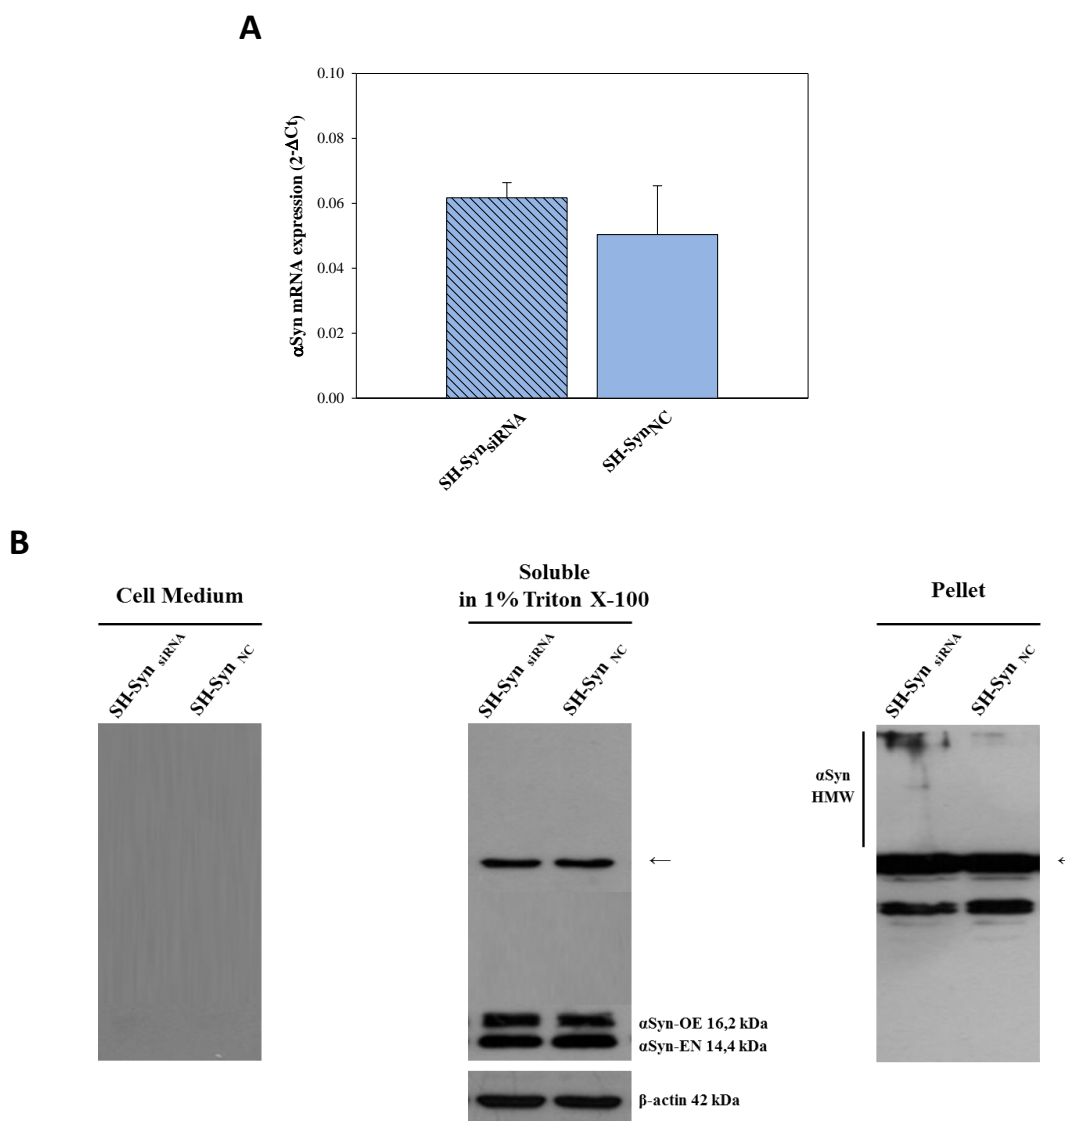 A
αSyn mRNA expression (2-ΔCt)
0.10
0.08
0.06
0.04
0.02
0.00
SH-SynsiRNA
SH-SynNC
B
Cell Medium
SH-Syn siRNA
SH-Syn NC
Soluble
in 1% Triton X-100
SH-Syn siRNA
SH-Syn NC
←
αSyn-OE 16,2 kDa
αSyn-EN 14,4 kDa
β-actin 42 kDa
Pellet
SH-Syn siRNA
SH-Syn NC
αSyn
HMW
←